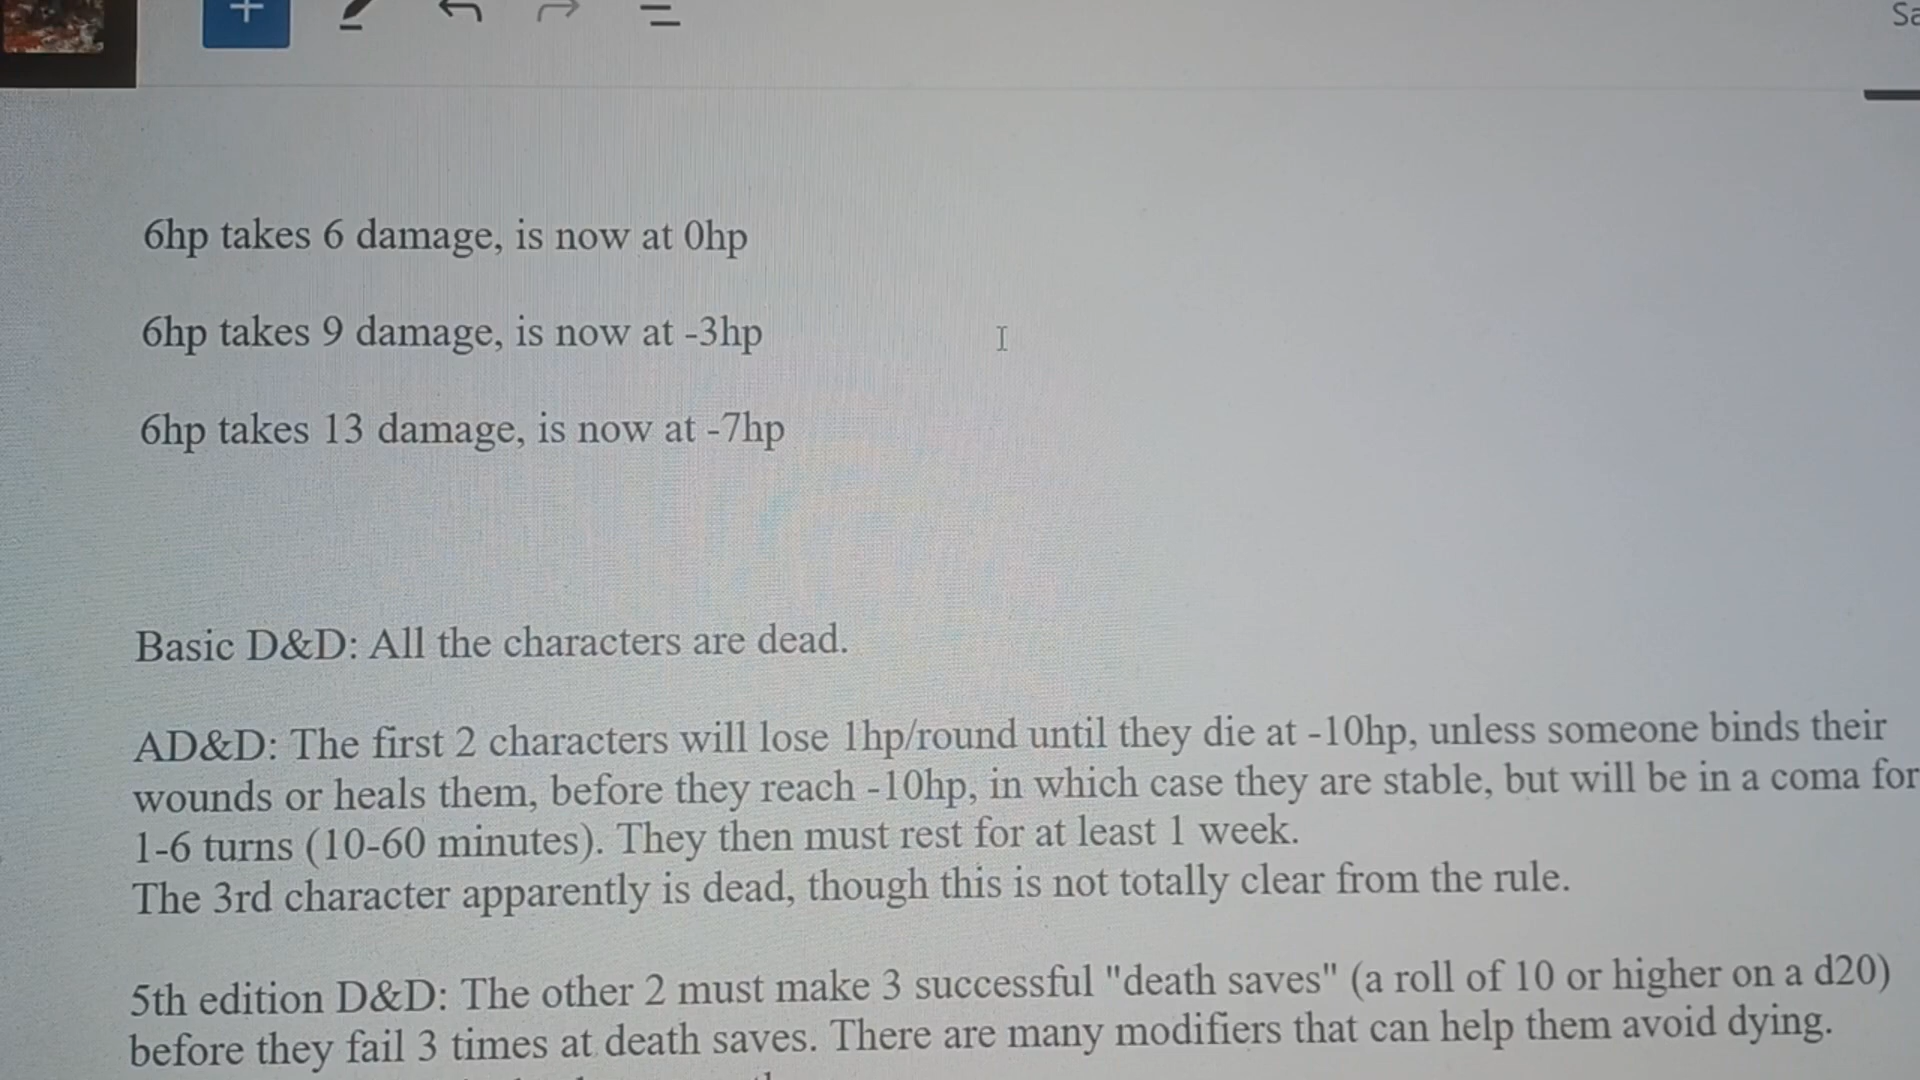 Sa
6hp takes 6 damage, is now at 0hp
6hp takes 9 damage, is now at -3hp
6hp takes 13 damage, is now at -7hp
Basic D&D: All the characters are dead.
AD&D: The first 2 characters will lose 1hp/round until they die at -10hp, unless someone binds their
wounds or heals them, before they reach -10hp, in which case they are stable, but will be in a coma for
1-6 turns (10-60 minutes). They then must rest for at least 1 week.
The 3rd character apparently is dead, though this is not totally clear from the rule.
5th edition D&D: The other 2 must make 3 successful "death saves" (a roll of 10 or higher on a d20)
before they fail 3 times at death saves. There are many modifiers that can help them avoid dying.